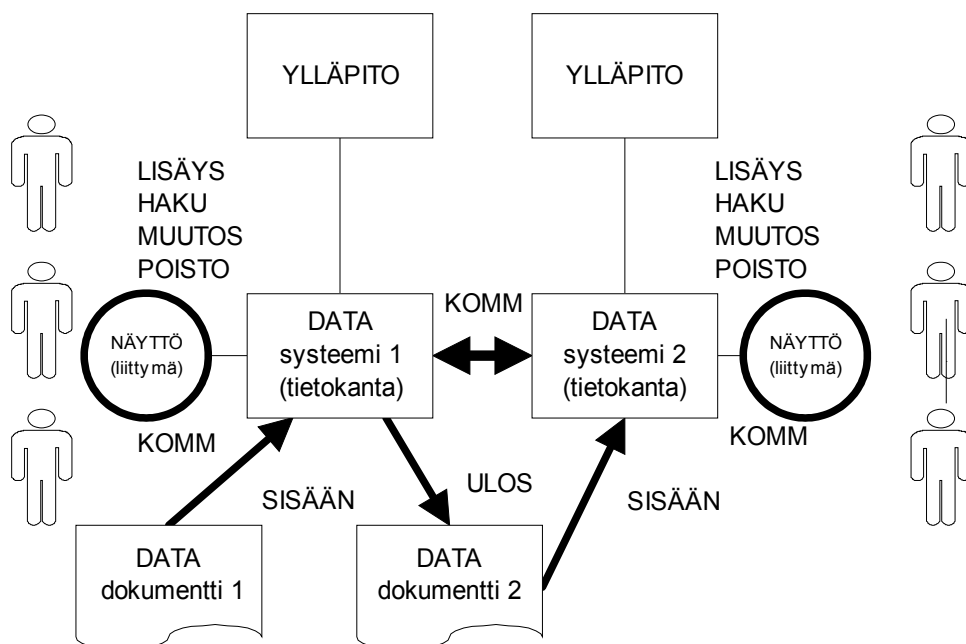 YLLÄPITO
YLLÄPITO
LISÄYS
HAKU
MUUTOS
POISTO
LISÄYS
HAKU
MUUTOS
POISTO
NÄYTTÖ
(liittymä)
DATA
systeemi 1
(tietokanta)
KOMM
DATA
systeemi 2
(tietokanta)
NÄYTTÖ
(liittymä)
KOMM
KOMM
SISÄÄN
ULOS
SISÄÄN
DATA
dokumentti 1
DATA
dokumentti 2